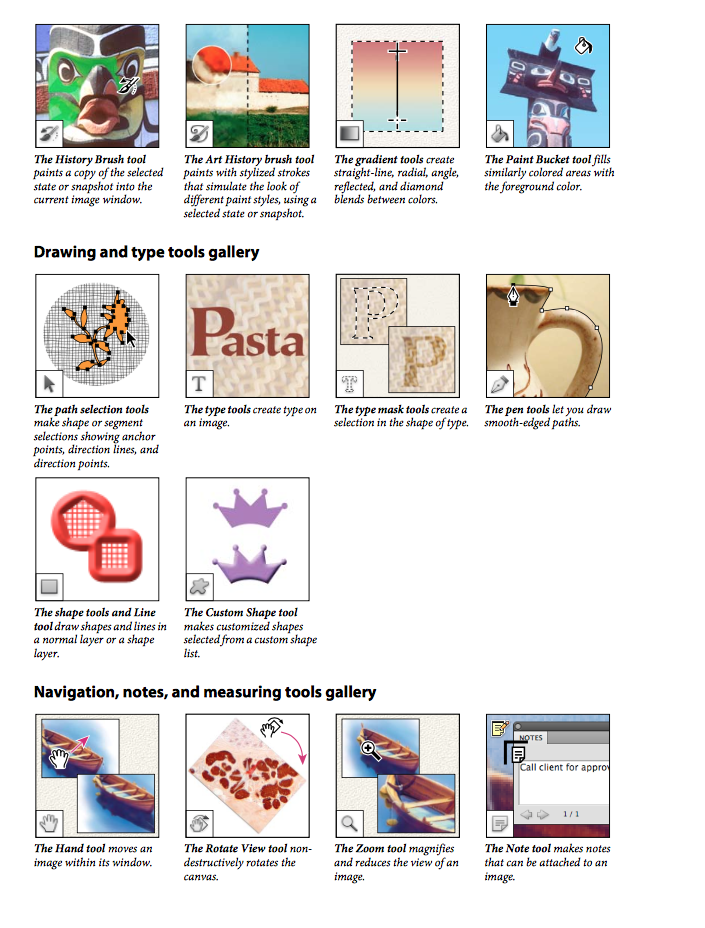 The History Brush tool
paints a copy of the selected
state or snapshot into the
current image window.
The Art History brush tool
paints with stylized strokes
that simulate the look of
different paint styles, using a
selected state or snapshot.
The gradient tools create
straight-line, radial, angle,
reflected, and diamond
blends between colors.
The Paint Bucket tool fills
similarly colored areas with
the foreground color.
Drawing and type tools gallery
Pasta
T
T
P
P
The path selection tools
make shape or segment
selections showing anchor
points, direction lines, and
direction points.
The type tools create type on
an image.
The type mask tools create a
selection in the shape of type.
The pen tools let you draw
smooth-edged paths.
The shape tools and Line
tool draw shapes and lines in
a normal layer or a shape
layer.
The Custom Shape tool
makes customized shapes
selected from a custom shape
list.
Navigation, notes, and measuring tools gallery
NOTES
Call client for approv
1/1
The Hand tool moves an
image within its window.
The Rotate View tool non-
destructively rotates the
canvas.
The Zoom tool magnifies
and reduces the view of an
image.
The Note tool makes notes
that can be attached to an
image.